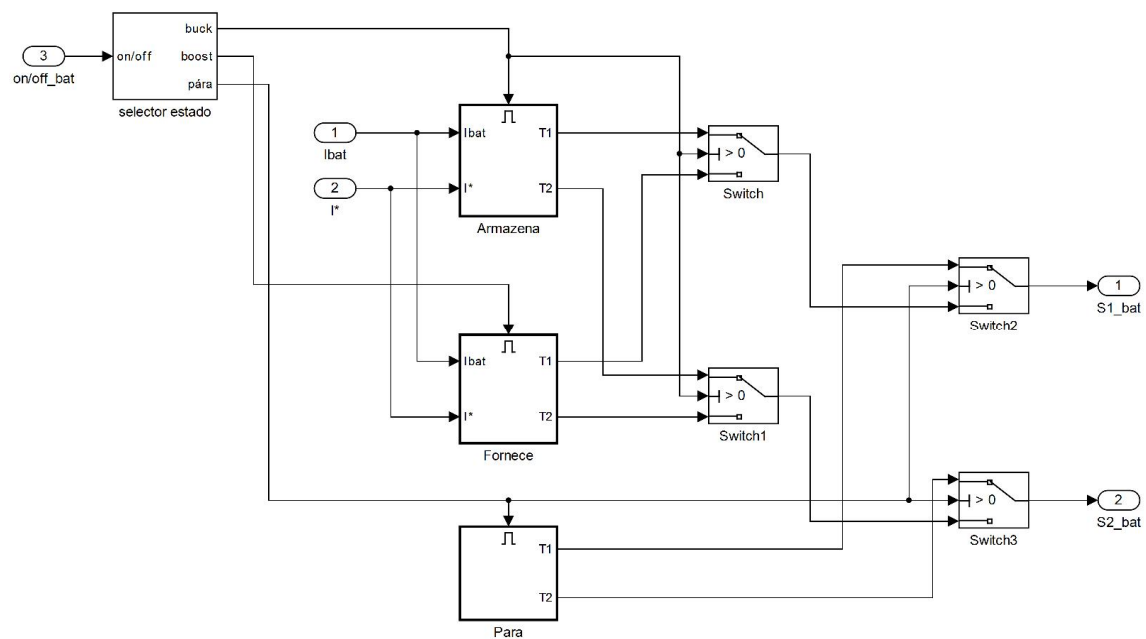 buck
3
on/off
boost
on/off_bat
pára
selector estado
1
Ibat
Ibat
T1
> 0
2
I*
I*
T2
Switch
Armazena
> 0
1
S1_bat
Switch2
Ibat
T1
I*
T2
> 0
Fornece
Switch1
> 0
2
S2_bat
Switch3
T1
T2
Para